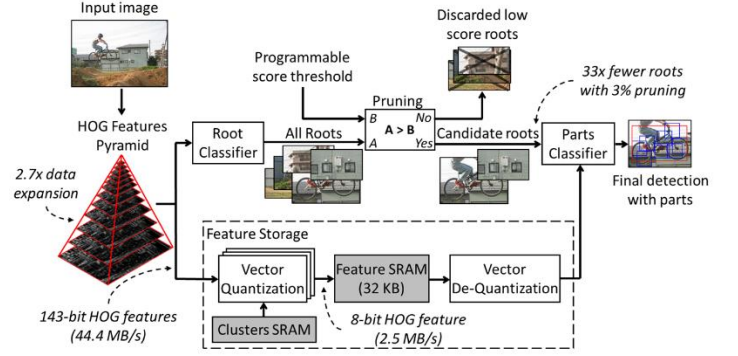 Input image
HOG Features
Pyramid
2.7x data
expansion
143-bit HOG features
(44.4 MB/s)
Root
Classifier
All Roots
Programmable
score threshold
Pruning
B
No
A > B
A
Yes
Discarded low
score roots
Candidate roots
33x fewer roots
with 3% pruning
Parts
Classifier
Final detection
with parts
Feature Storage
Vector
Quantization
Clusters SRAM
Feature SRAM
(32 KB)
8-bit HOG feature
(2.5 MB/s)
Vector
De-Quantization